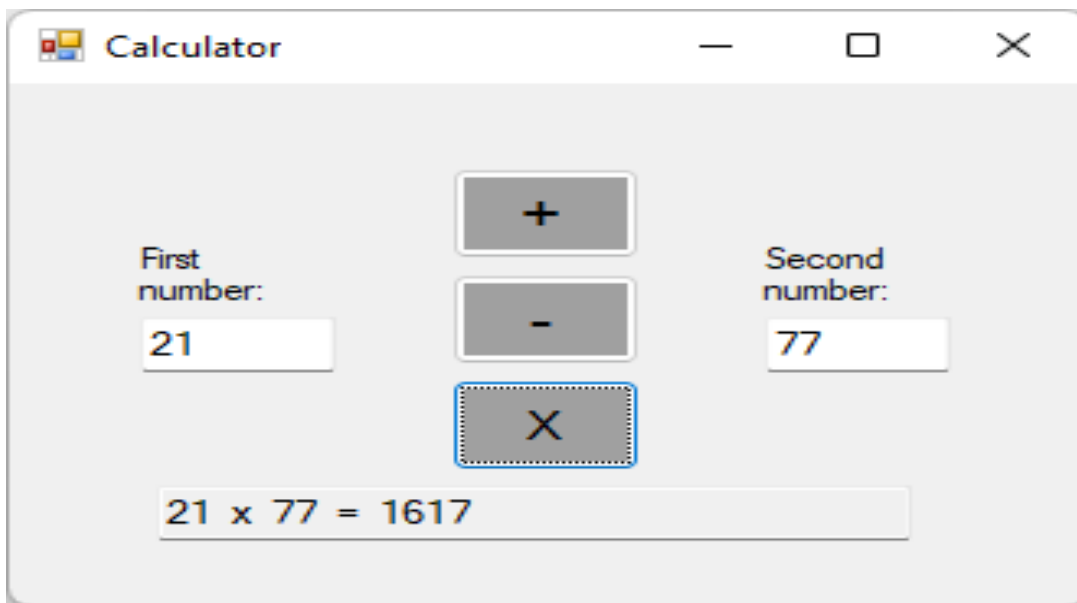 Calculator
+
First
number:
Second
number:
-
21
77
X
21 x 77 = 1617